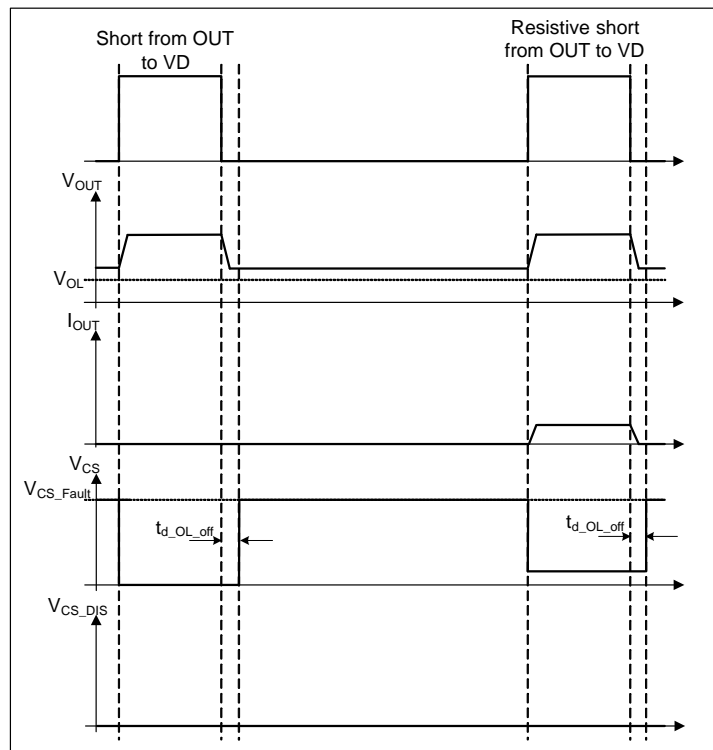 Short from OUT
to VD
Resistive short
from OUT to VD
VOUT
VOL
IOUT
VCS
VCS_Fault
td_OL_off
td_OL_off
VCS_DIS